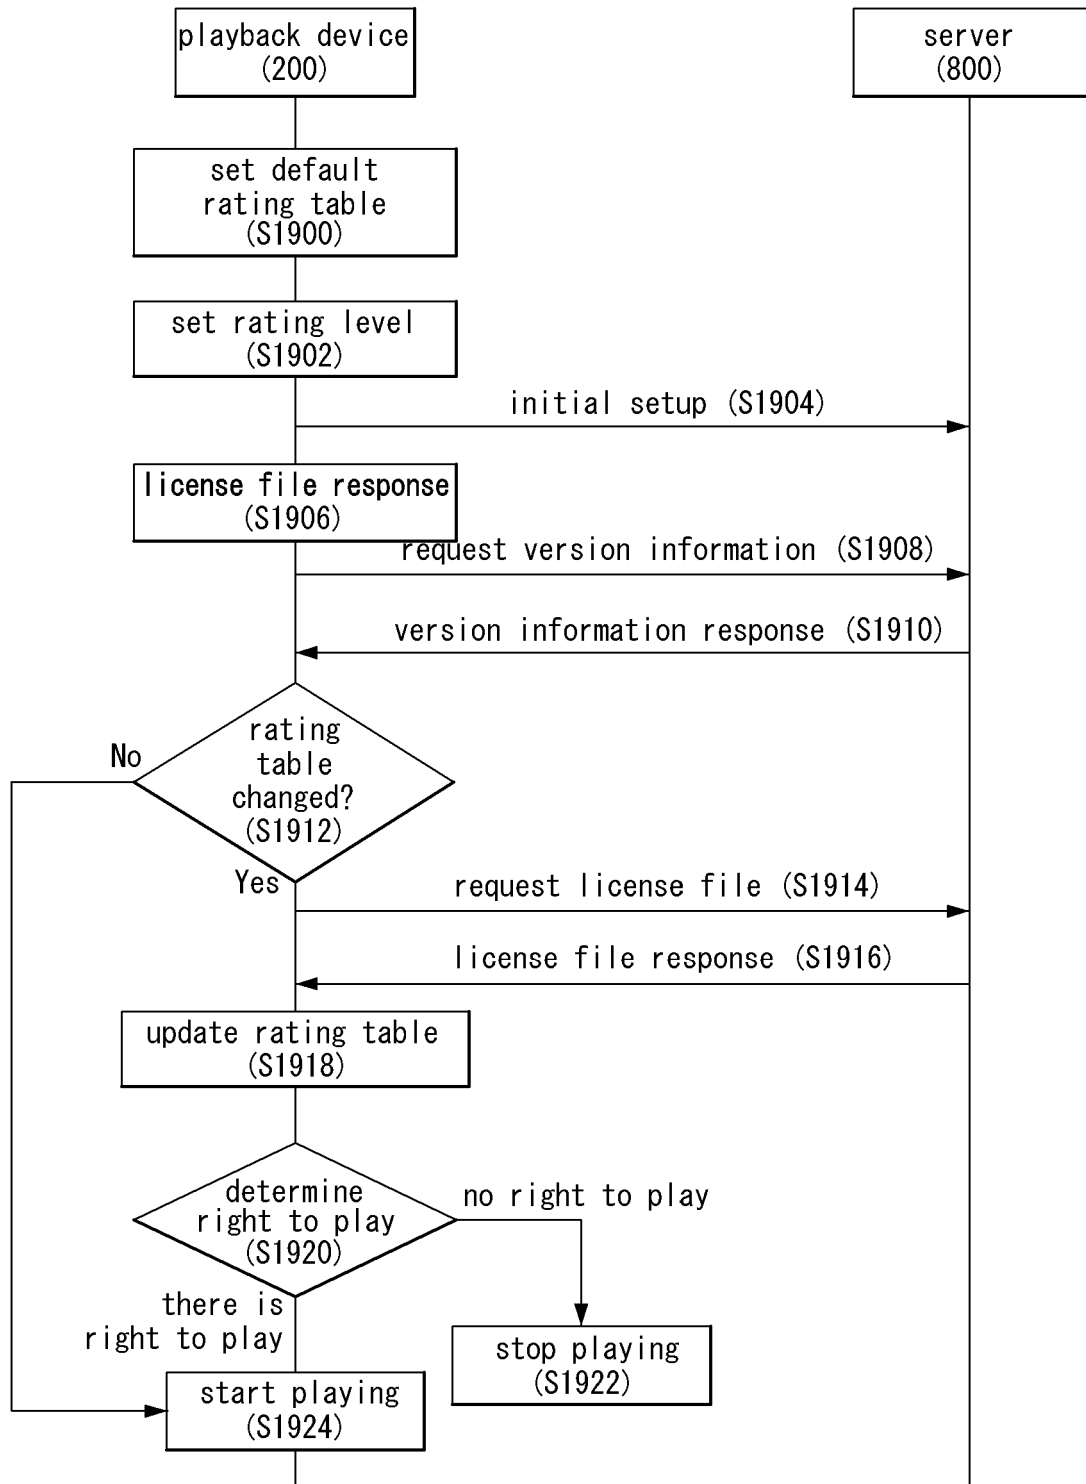 playback device
(200)
server
(800)
set default
rating table
(S1900)
set rating level
(S1902)
initial setup (S1904)
license file response
(S1906)
request version information (S1908)
version information response (S1910)
rating
table
changed?
(S1912)
No
Yes
request license file (S1914)
license file response (S1916)
update rating table
(S1918)
determine
right to play
(S1920)
no right to play
there is
right to play
stop playing
(S1922)
start playing
(S1924)